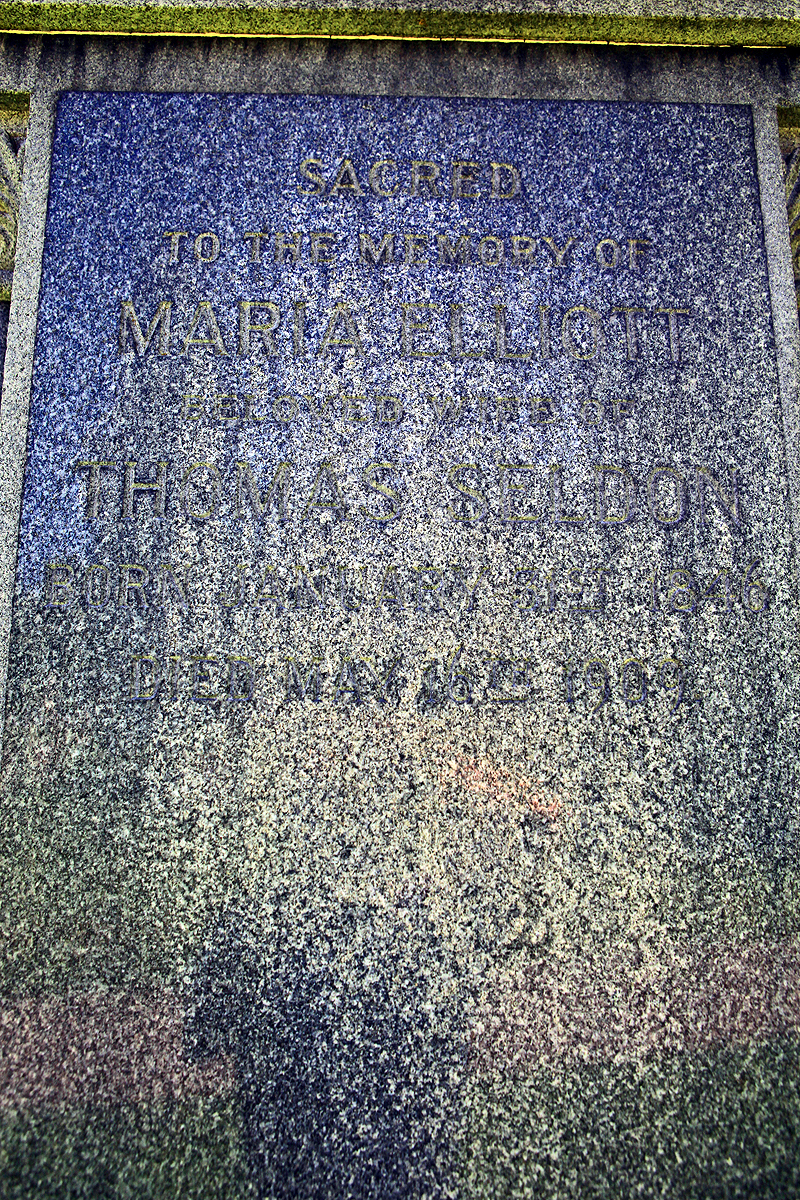 SACRED
TO THE MEMORY OF
MARIA ELLIOTT
BELOVED WIFE OF
THOMAS SELDON
BORN JANUARY 31ST 1846
DIED MAY 16TH 1909.